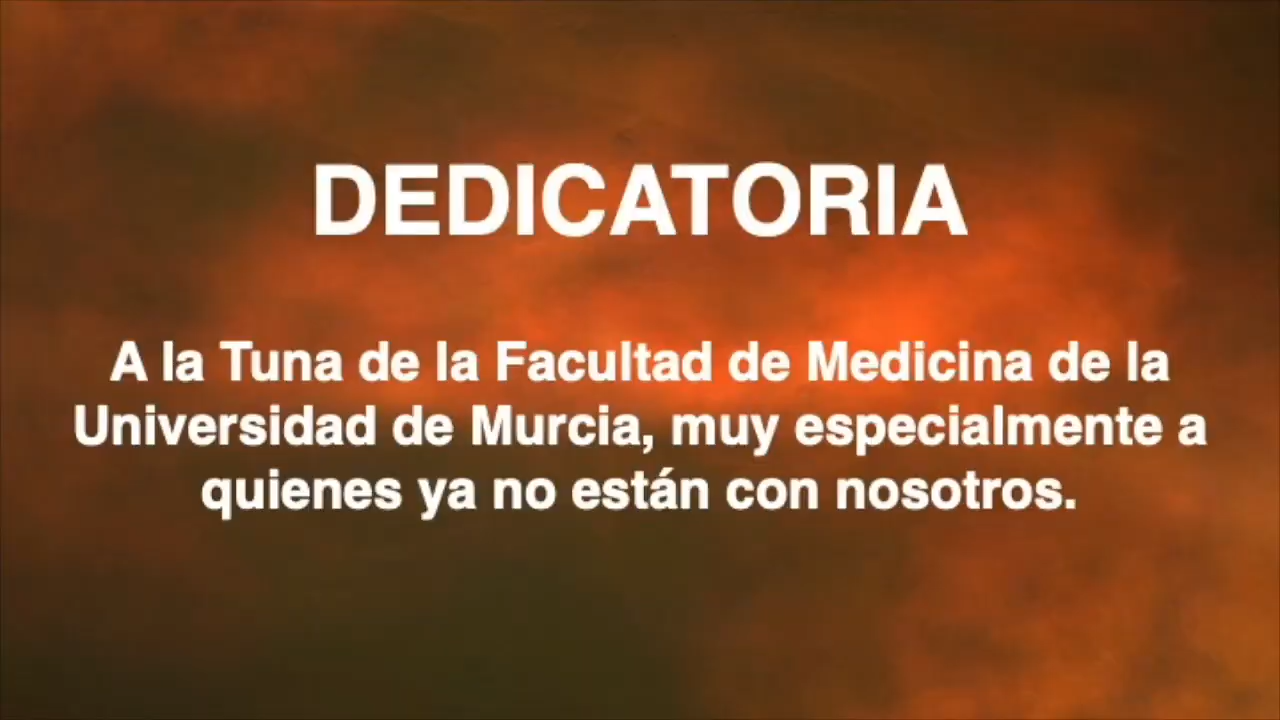 DEDICATORIA
A la Tuna de la Facultad de Medicina de la
Universidad de Murcia, muy especialmente a
quienes ya no están con nosotros.